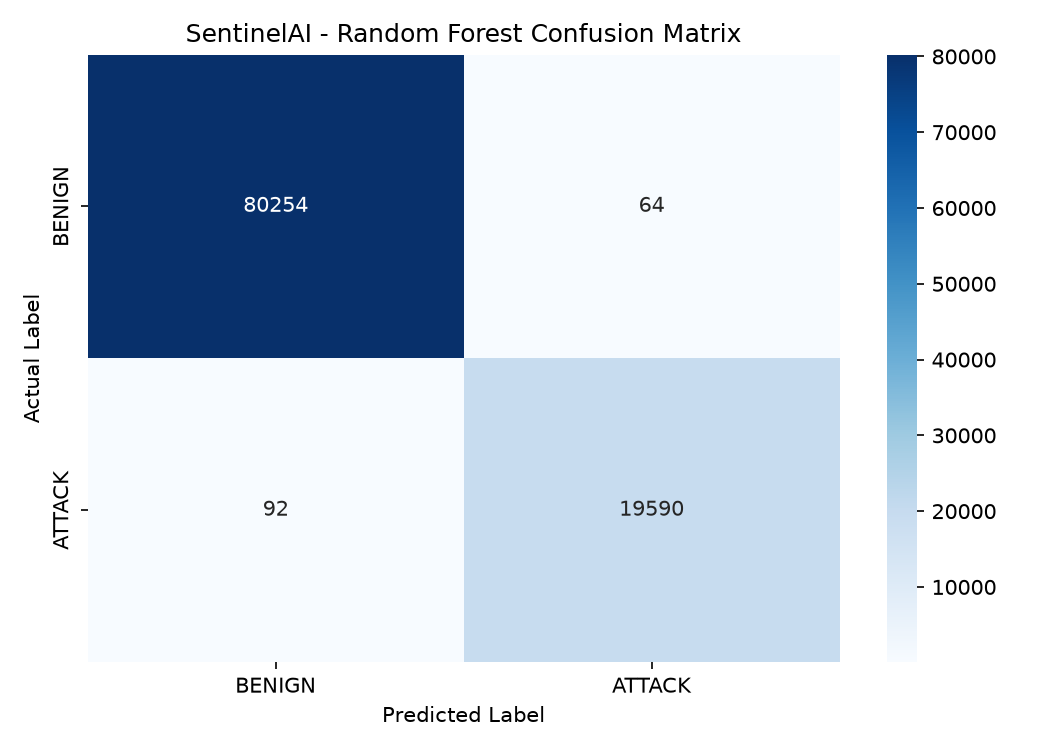 SentinelAI - Random Forest Confusion Matrix
Actual Label
BENIGN
ATTACK
80254
64
92
19590
BENIGN
ATTACK
Predicted Label
80000
70000
60000
50000
40000
30000
20000
10000